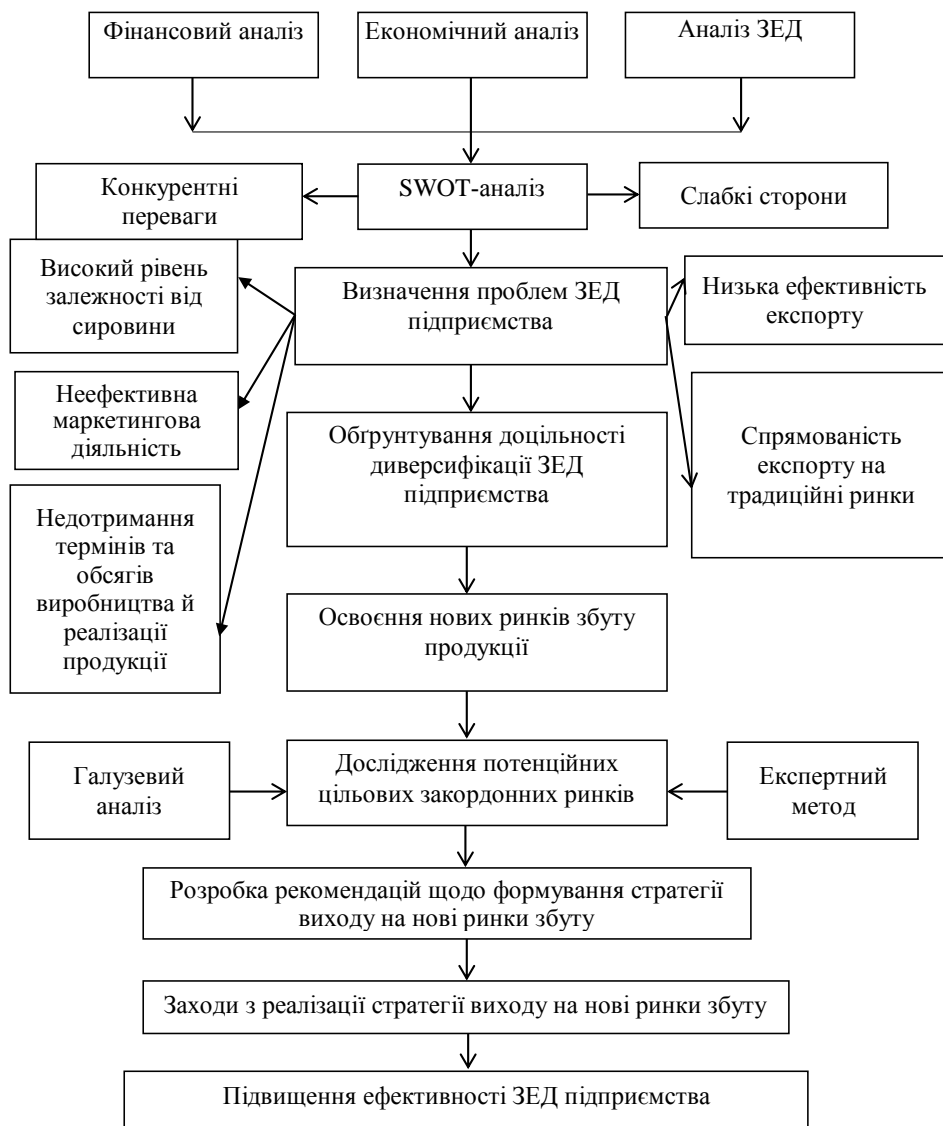 Фінансовий аналіз
Економічний аналіз
Аналіз ЗЕД
Конкурентні
переваги
SWOT-аналіз
Слабкі сторони
Високий рівень
залежності від
сировини
Визначення проблем ЗЕД
підприємства
Низька ефективність
експорту
Неефективна
маркетингова
діяльність
Обґрунтування доцільності
диверсифікації ЗЕД
підприємства
Спрямованість
експорту на
традиційні ринки
Недотримання
термінів та
обсягів
виробництва й
реалізації
продукції
Освоєння нових ринків збуту
продукції
Галузевий
аналіз
Дослідження потенційних
цільових закордонних ринків
Експертний
метод
Розробка рекомендацій щодо формування стратегії
виходу на нові ринки збуту
Заходи з реалізації стратегії виходу на нові ринки збуту
Підвищення ефективності ЗЕД підприємства